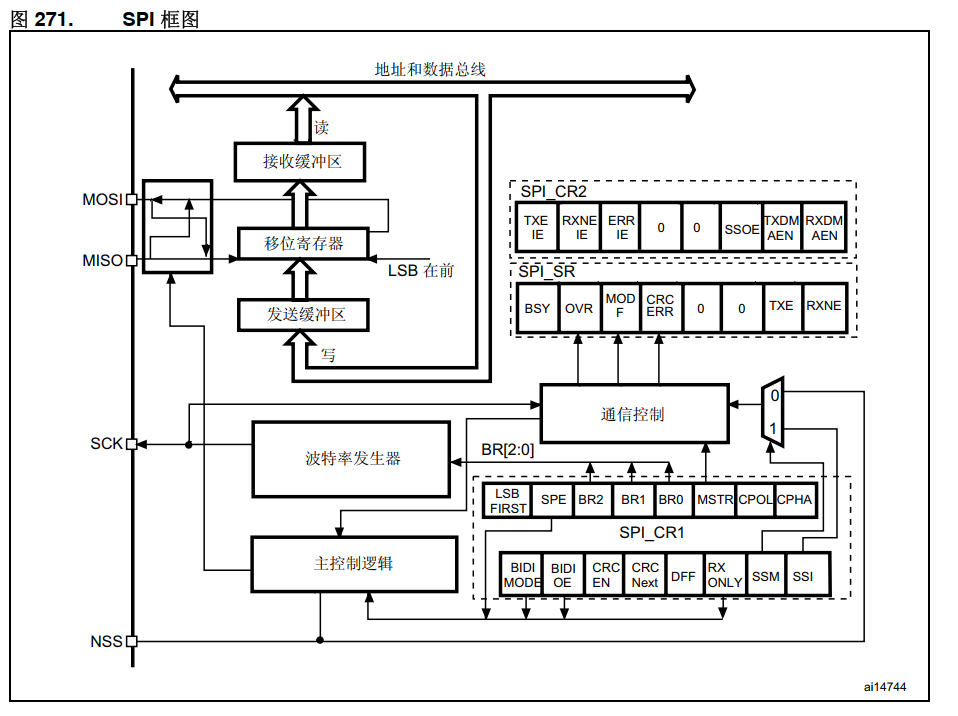 图 271. SPI 框图
地址和数据总线
读
接收缓冲区
MOSI
移位寄存器
MISO
LSB 在前
发送缓冲区
写
SPI_CR2
TXE IE
RXNE IE
ERR IE
0
0
SSOE
TXDM AEN
RXDM AEN
SPI_SR
BSY
OVR
MOD F
CRC ERR
0
0
TXE
RXNE
通信控制
0
1
SCK
波特率发生器
BR[2:0]
LSB FIRST
SPE
BR2
BR1
BR0
MSTR
CPOL
CPHA
SPI_CR1
主控制逻辑
BIDI MODE
BIDI OE
CRC EN
CRC Next
DFF
RX ONLY
SSM
SSI
NSS
ai14744